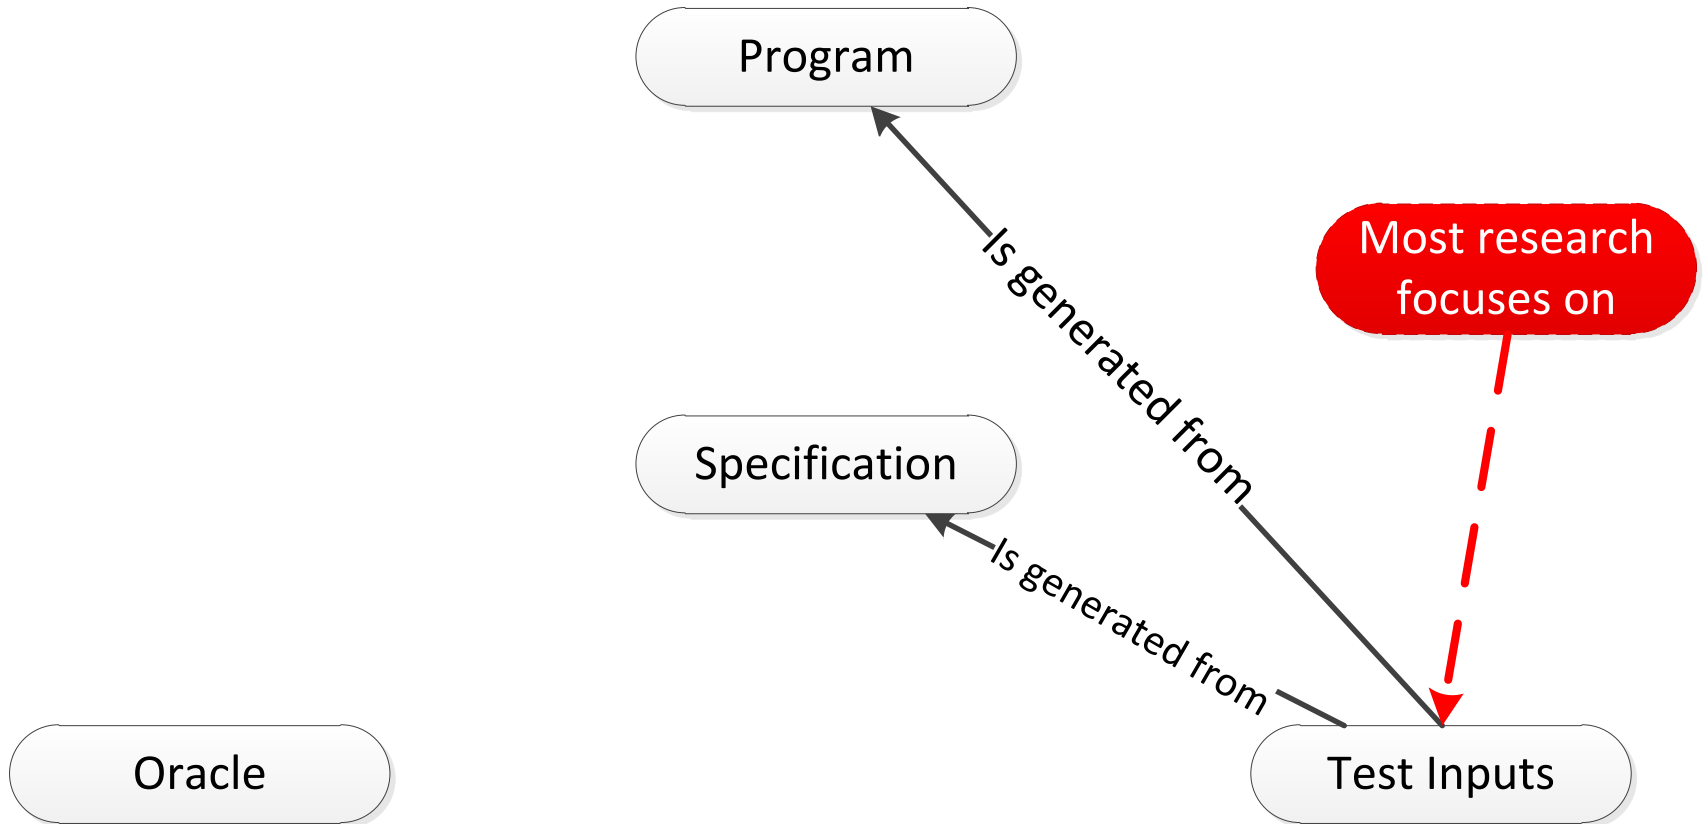 Program
Most research
focuses on
Is generated from
Specification
Is generated from
Oracle
Test Inputs